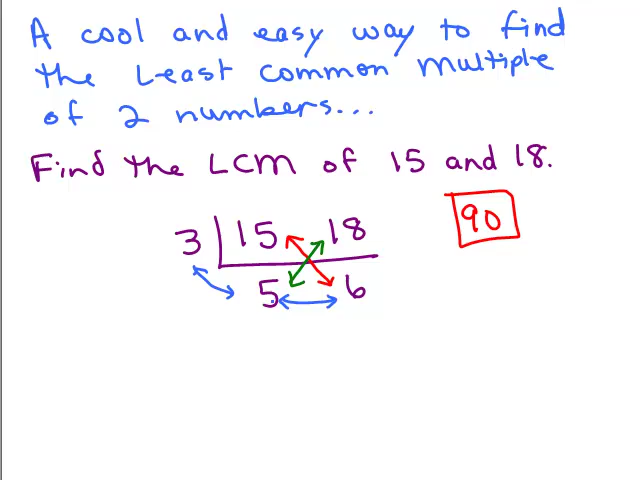 A cool and easy way to find
the Least common multiple
of 2 numbers...
Find the LCM of 15 and 18.
90
3 15 18
5 6